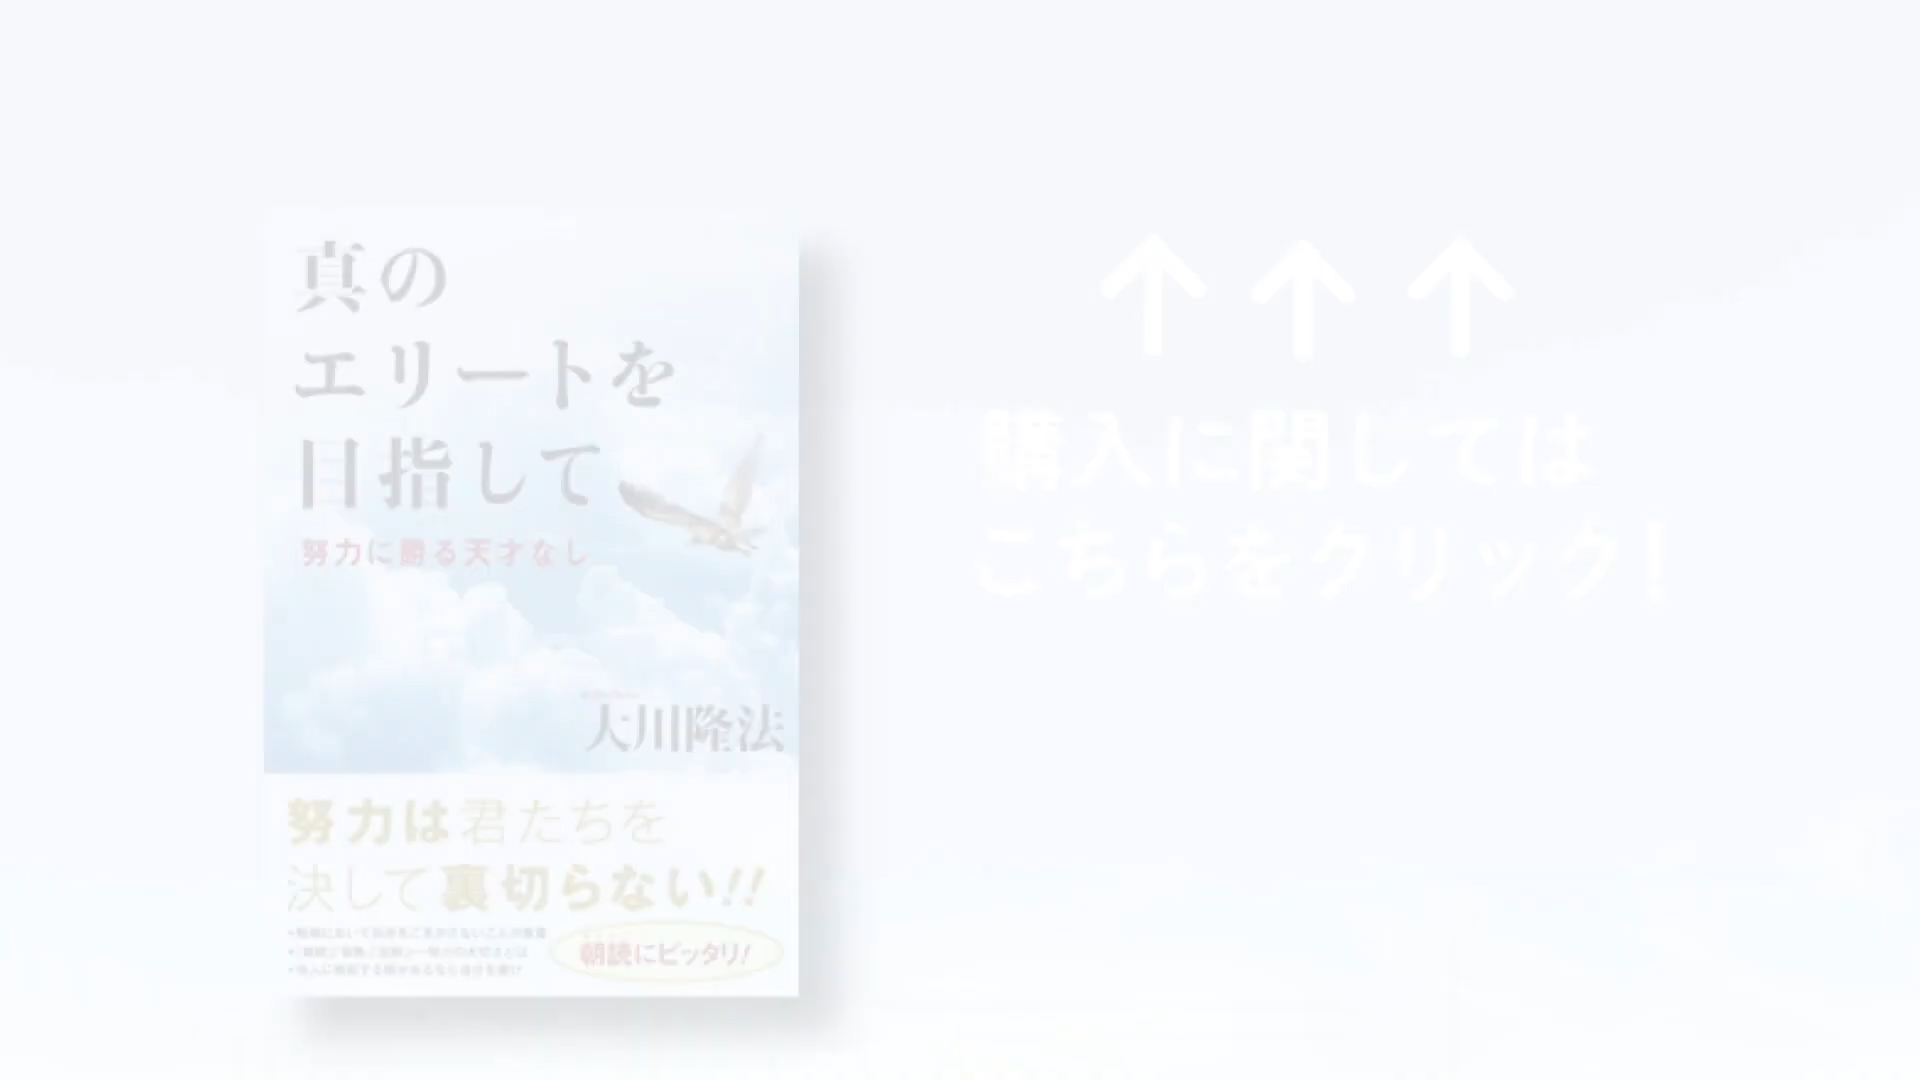 真の
エリートを
目指して
努力に勝る天才なし
大川隆法
努力は君たちを
決して裏切らない!!
朝読にピッタリ!
↑↑↑
購入に関しては
こちらをクリック!